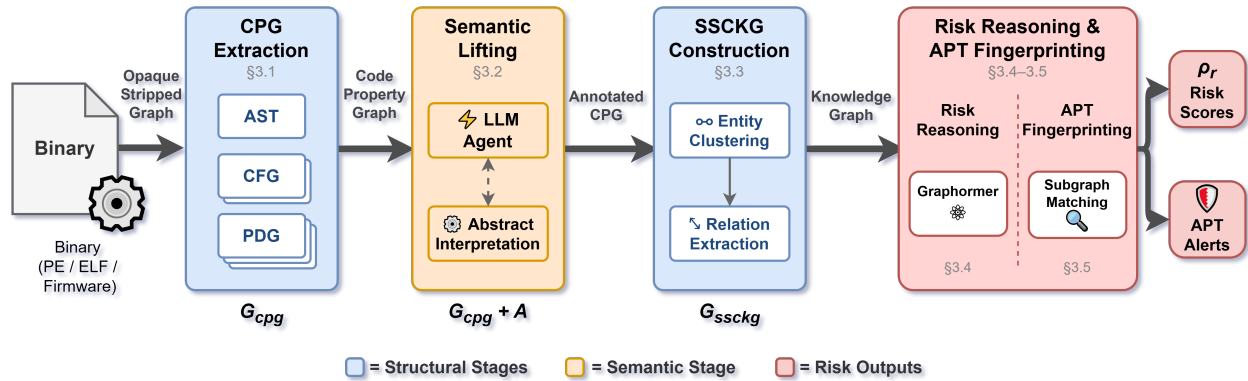 Binary
Binary
(PE / ELF /
Firmware)
Opaque
Stripped
Graph
CPG
Extraction
§3.1
AST
CFG
PDG
G_cpg
Code
Property
Graph
Semantic
Lifting
§3.2
LLM
Agent
Abstract
Interpretation
G_cpg + A
Annotated
CPG
SSCKG
Construction
§3.3
Entity
Clustering
Relation
Extraction
G_ssckg
Knowledge
Graph
Risk Reasoning &
APT Fingerprinting
§3.4–3.5
Risk
Reasoning
Graphormer
§3.4
APT
Fingerprinting
Subgraph
Matching
§3.5
ρ_r
Risk
Scores
APT
Alerts
= Structural Stages
= Semantic Stage
= Risk Outputs